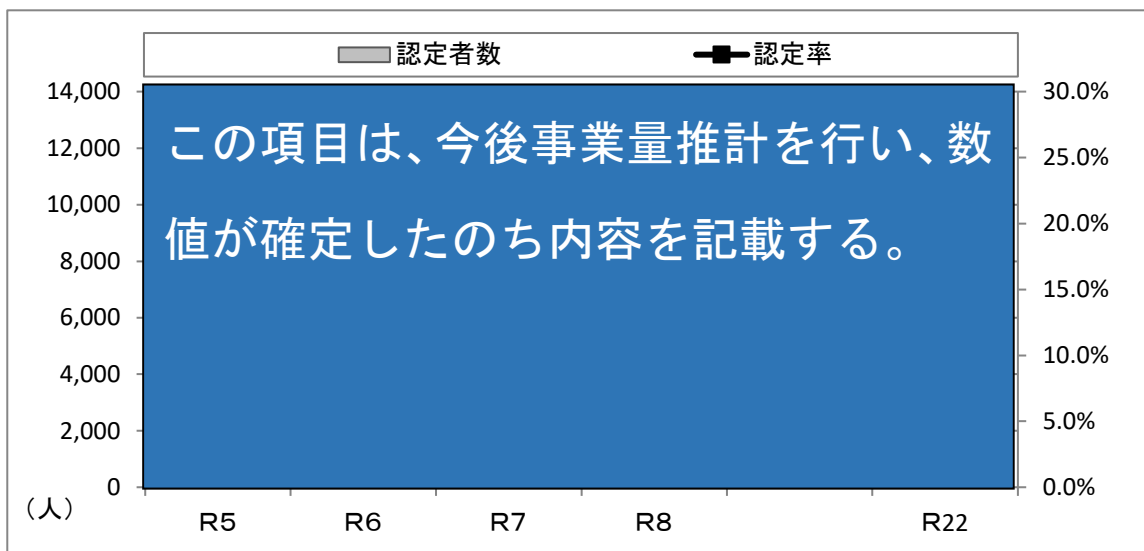 認定者数 認定率
14,000 30.0%
12,000 25.0%
10,000 20.0%
8,000 15.0%
6,000 10.0%
4,000 5.0%
2,000 0.0%
0
この項目は、今後事業量推計を行い、数
値が確定したのち内容を記載する。
（人）
R5 R6 R7 R8 R22